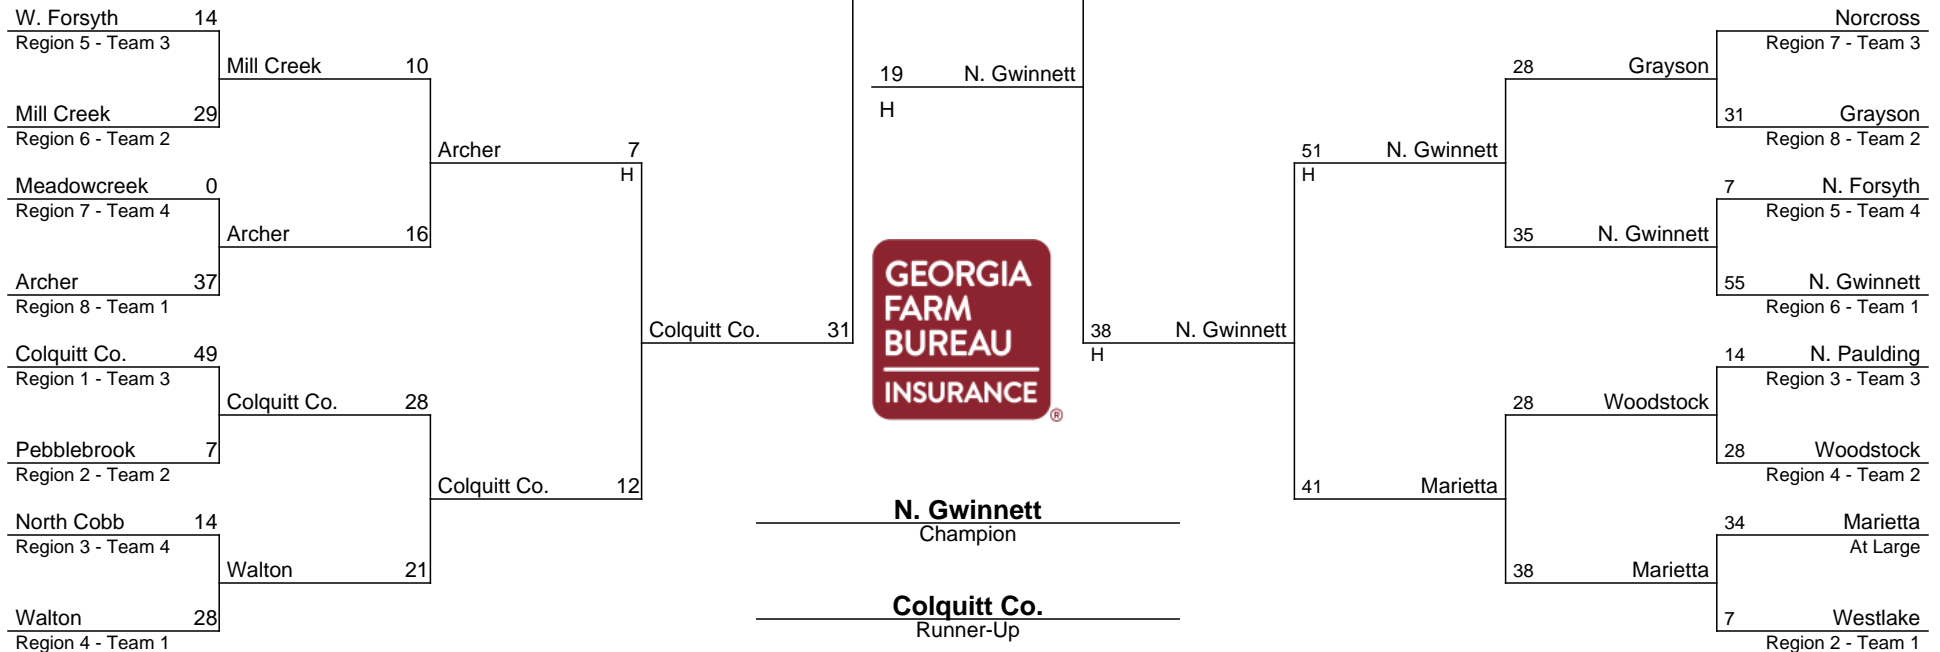 W. Forsyth 14
Region 5 - Team 3
Mill Creek 10
Mill Creek 29
Region 6 - Team 2
Archer 7
H
Meadowcreek 0
Region 7 - Team 4
Archer 16
Archer 37
Region 8 - Team 1
Colquitt Co. 31
Colquitt Co. 49
Region 1 - Team 3
Colquitt Co. 28
Pebblebrook 7
Region 2 - Team 2
Colquitt Co. 12
North Cobb 14
Region 3 - Team 4
Walton 21
Walton 28
Region 4 - Team 1
19 N. Gwinnett
H
GEORGIA
FARM
BUREAU
INSURANCE
®
N. Gwinnett
Champion
Colquitt Co.
Runner-Up
38 N. Gwinnett
H
51 N. Gwinnett
H
41 Marietta
28 Grayson
35 N. Gwinnett
28 Woodstock
38 Marietta
Norcross
Region 7 - Team 3
31 Grayson
Region 8 - Team 2
7 N. Forsyth
Region 5 - Team 4
55 N. Gwinnett
Region 6 - Team 1
14 N. Paulding
Region 3 - Team 3
28 Woodstock
Region 4 - Team 2
34 Marietta
At Large
7 Westlake
Region 2 - Team 1